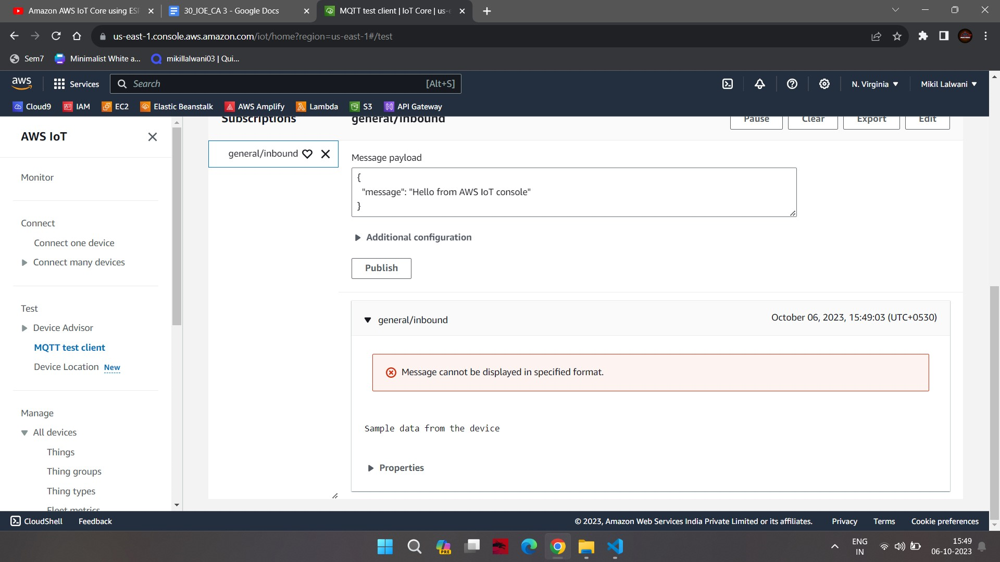 Amazon AWS IoT Core using ESP
30_IOE_CA 3 - Google Docs
MQTT test client | IoT Core | us-e
us-east-1.console.aws.amazon.com/iot/home?region=us-east-1#/test
Sem7
Minimalist White a...
mikillalwani03 | Qui...
aws
Services
Search
[Alt+S]
N. Virginia
Mikil Lalwani
Cloud9
IAM
EC2
Elastic Beanstalk
AWS Amplify
Lambda
S3
API Gateway
AWS IoT
Monitor
Connect
Connect one device
Connect many devices
Test
Device Advisor
MQTT test client
Device Location New
Manage
All devices
Things
Thing groups
Thing types
Fleet metrics
Subscriptions
general/inbound
Pause
Clear
Export
Edit
general/inbound
Message payload
{
"message": "Hello from AWS IoT console"
}
Additional configuration
Publish
general/inbound
October 06, 2023, 15:49:03 (UTC+0530)
Message cannot be displayed in specified format.
Sample data from the device
Properties
CloudShell
Feedback
© 2023, Amazon Web Services India Private Limited or its affiliates.
Privacy
Terms
Cookie preferences
PRE
ENG
IN
15:49
06-10-2023